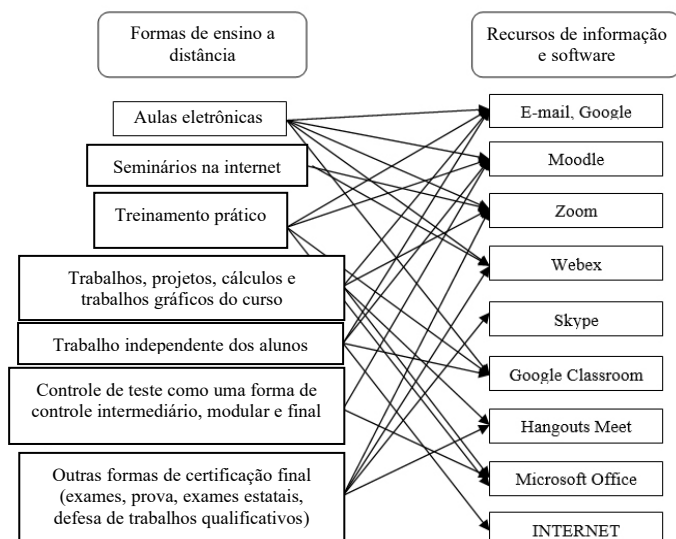 Formas de ensino a
distância
Recursos de informação
e software
Aulas eletrônicas
Seminários na internet
Treinamento prático
Trabalhos, projetos, cálculos e
trabalhos gráficos do curso
Trabalho independente dos alunos
Controle de teste como uma forma de
controle intermediário, modular e final
Outras formas de certificação final
(exames, prova, exames estatais,
defesa de trabalhos qualificativos)
E-mail, Google
Moodle
Zoom
Webex
Skype
Google Classroom
Hangouts Meet
Microsoft Office
INTERNET